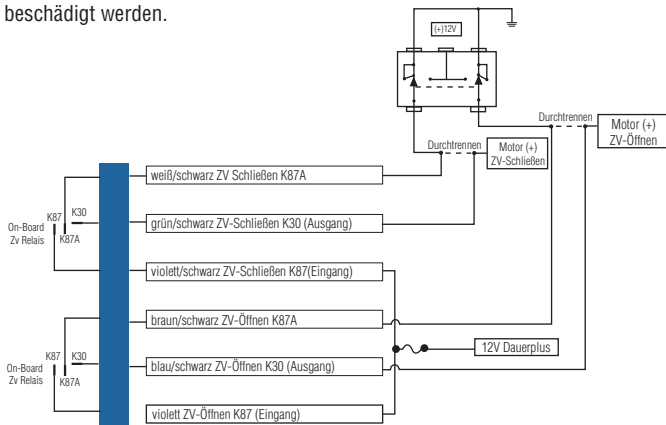 beschädigt werden.
(+)12V
Durchtrennen
Motor (+)
ZV-Öffnen
Durchtrennen
Motor (+)
ZV-Schließen
weiß/schwarz ZV Schließen K87A
K87
K30
On-Board
Zv Relais
K87A
grün/schwarz ZV-Schließen K30 (Ausgang)
violett/schwarz ZV-Schließen K87(Eingang)
braun/schwarz ZV-Öffnen K87A
12V Dauerplus
K87
K30
On-Board
Zv Relais
K87A
blau/schwarz ZV-Öffnen K30 (Ausgang)
violett ZV-Öffnen K87 (Eingang)